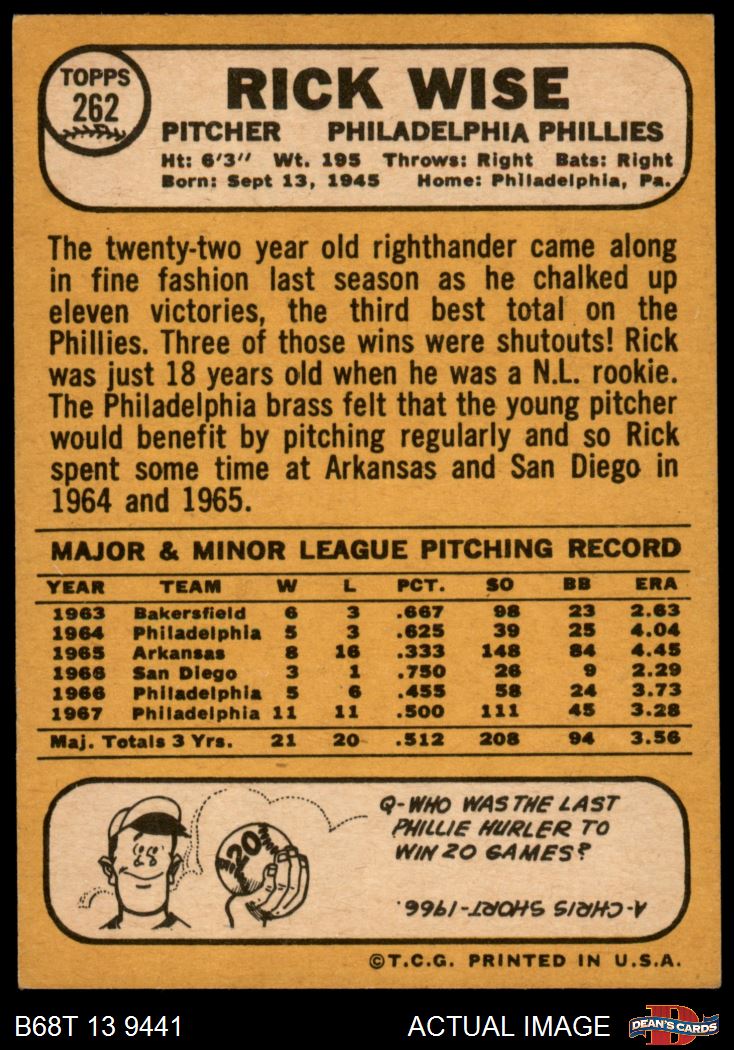 TOPPS
262
RICK WISE
PITCHER PHILADELPHIA PHILLIES
Ht: 6'3" Wt. 195 Throws: Right Bats: Right
Born: Sept 13, 1945 Home: Philadelphia, Pa.
The twenty-two year old righthander came along
in fine fashion last season as he chalked up
eleven victories, the third best total on the
Phillies. Three of those wins were shutouts! Rick
was just 18 years old when he was a N.L. rookie.
The Philadelphia brass felt that the young pitcher
would benefit by pitching regularly and so Rick
spent some time at Arkansas and San Diego in
1964 and 1965.
MAJOR & MINOR LEAGUE PITCHING RECORD
YEAR TEAM W L PCT. SO BB ERA
1963 Bakersfield 6 3 .667 98 23 2.63
1964 Philadelphia 5 3 .625 39 25 4.04
1965 Arkansas 8 16 .333 148 84 4.45
1966 San Diego 3 1 .750 26 9 2.29
1966 Philadelphia 5 6 .455 58 24 3.73
1967 Philadelphia 11 11 .500 111 45 3.28
Maj. Totals 3 Yrs. 21 20 .512 208 94 3.56
20
Q-WHO WAS THE LAST
PHILLIE HURLER TO
WIN 20 GAMES?
A-CHRIS SHORT-1966.
©T.C.G. PRINTED IN U.S.A.
B68T 13 9441 ACTUAL IMAGE
D
DEAN'S CARDS